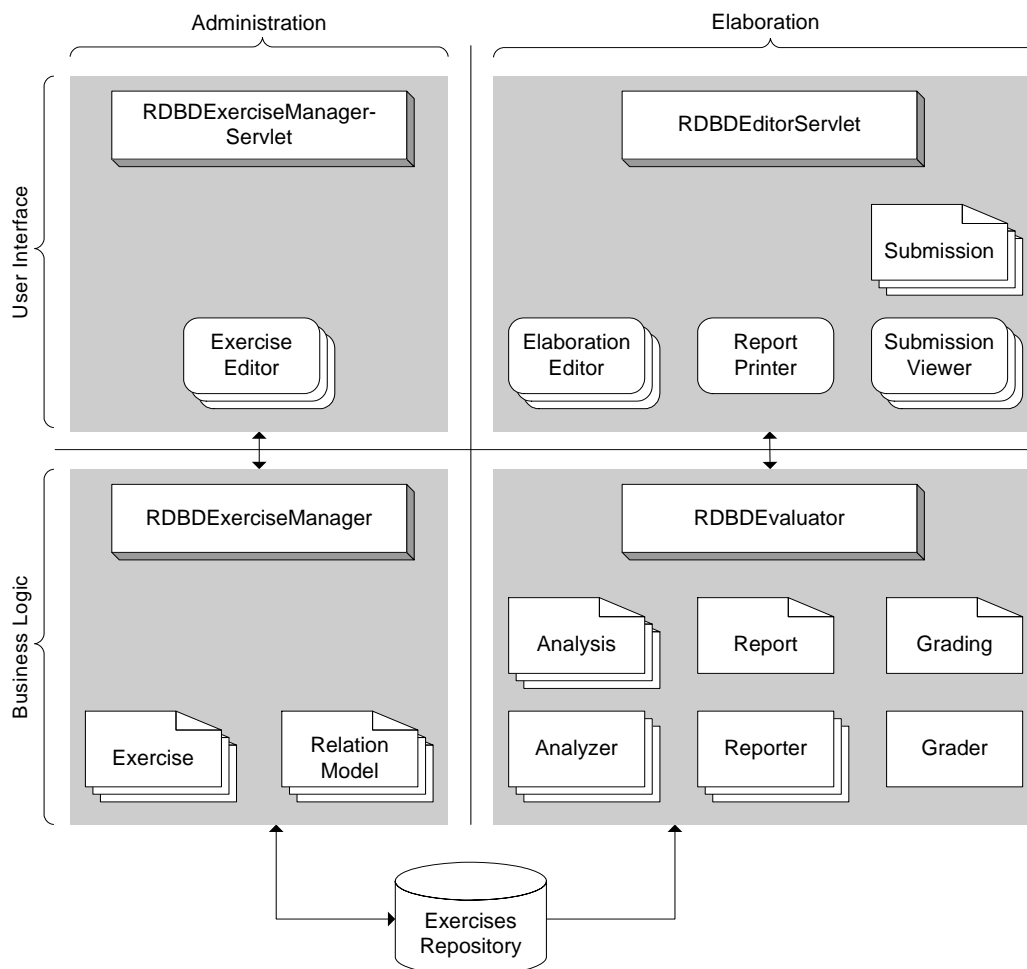 Administration
Elaboration
User Interface
RDBDExerciseManager-
Servlet
RDBDEditorServlet
Submission
Exercise
Editor
Elaboration
Editor
Report
Printer
Submission
Viewer
Business Logic
RDBDExerciseManager
RDBDEvaluator
Analysis
Report
Grading
Exercise
Relation
Model
Analyzer
Reporter
Grader
Exercises
Repository